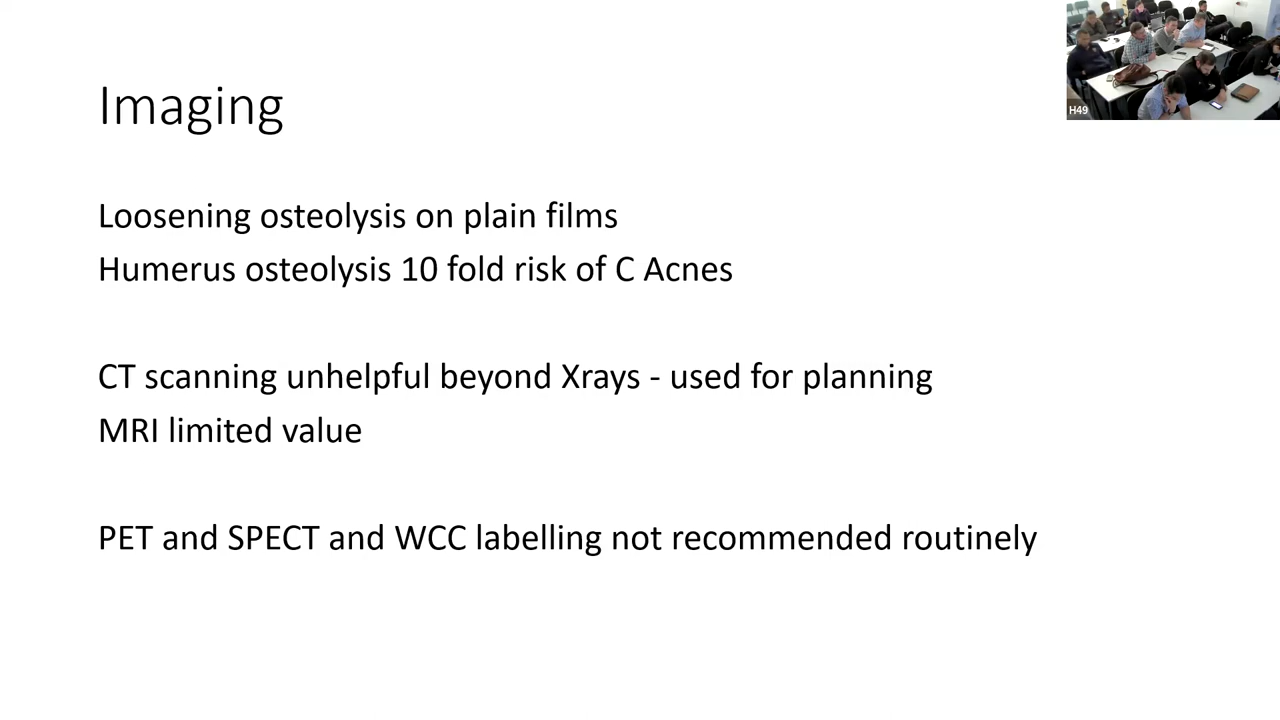 Imaging
H49
Loosening osteolysis on plain films
Humerus osteolysis 10 fold risk of C Acnes
CT scanning unhelpful beyond Xrays - used for planning
MRI limited value
PET and SPECT and WCC labelling not recommended routinely